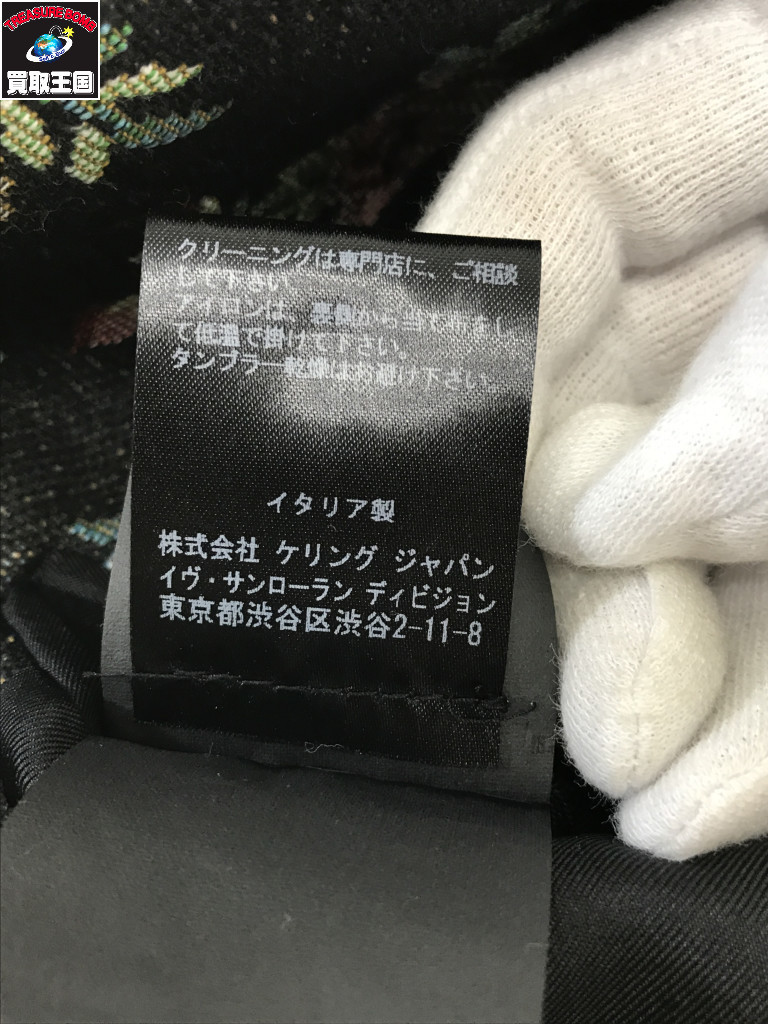 TREASURE BOMB
買取王国
クリーニングは専門店に、ご相談
して下さい
アイロンは、裏側から当て布をし
て低温で掛けて下さい。
タンブラー乾燥はお避け下さい。
イタリア製
株式会社 ケリング ジャパン
イヴ・サンローラン ディビジョン
東京都渋谷区渋谷2-11-8